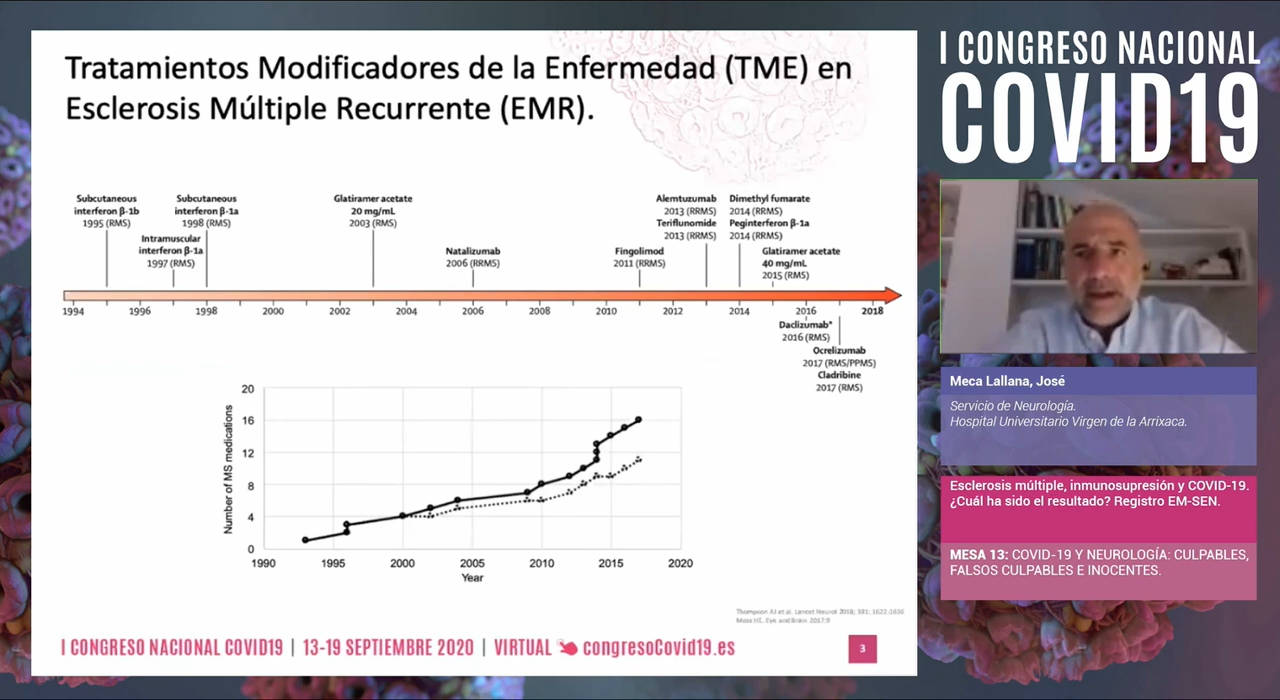 Tratamientos Modificadores de la Enfermedad (TME) en
Esclerosis Múltiple Recurrente (EMR).
Subcutaneous
interferon β-1b
1995 (RMS)
Intramuscular
interferon β-1a
1997 (RMS)
Subcutaneous
interferon β-1a
1998 (RMS)
Glatiramer acetate
20 mg/mL
2003 (RMS)
Natalizumab
2006 (RRMS)
Fingolimod
2011 (RRMS)
Alemtuzumab
2013 (RRMS)
Teriflunomide
2013 (RRMS)
Dimethyl fumarate
2014 (RRMS)
Peginterferon β-1a
2014 (RRMS)
Glatiramer acetate
40 mg/mL
2015 (RMS)
1994 1996 1998 2000 2002 2004 2006 2008 2010 2012 2014 2016 2018
Daclizumab*
2016 (RMS)
Ocrelizumab
2017 (RMS/PPMS)
Cladribine
2017 (RMS)
Number of MS medications
20
16
12
8
4
0
1990 1995 2000 2005 2010 2015 2020
Year
Thompson AJ et al. Lancet Neurol 2018; 391: 1622-1636
I CONGRESO NACIONAL COVID19 | 13-19 SEPTIEMBRE 2020 | VIRTUAL congresoCovid19.es
3
I CONGRESO NACIONAL
COVID19
Meca Lallana, José
Servicio de Neurología.
Hospital Universitario Virgen de la Arrixaca.
Esclerosis múltiple, inmunosupresión y COVID-19.
¿Cuál ha sido el resultado? Registro EM-SEN.
MESA 13: COVID-19 Y NEUROLOGÍA: CULPABLES,
FALSOS CULPABLES E INOCENTES.